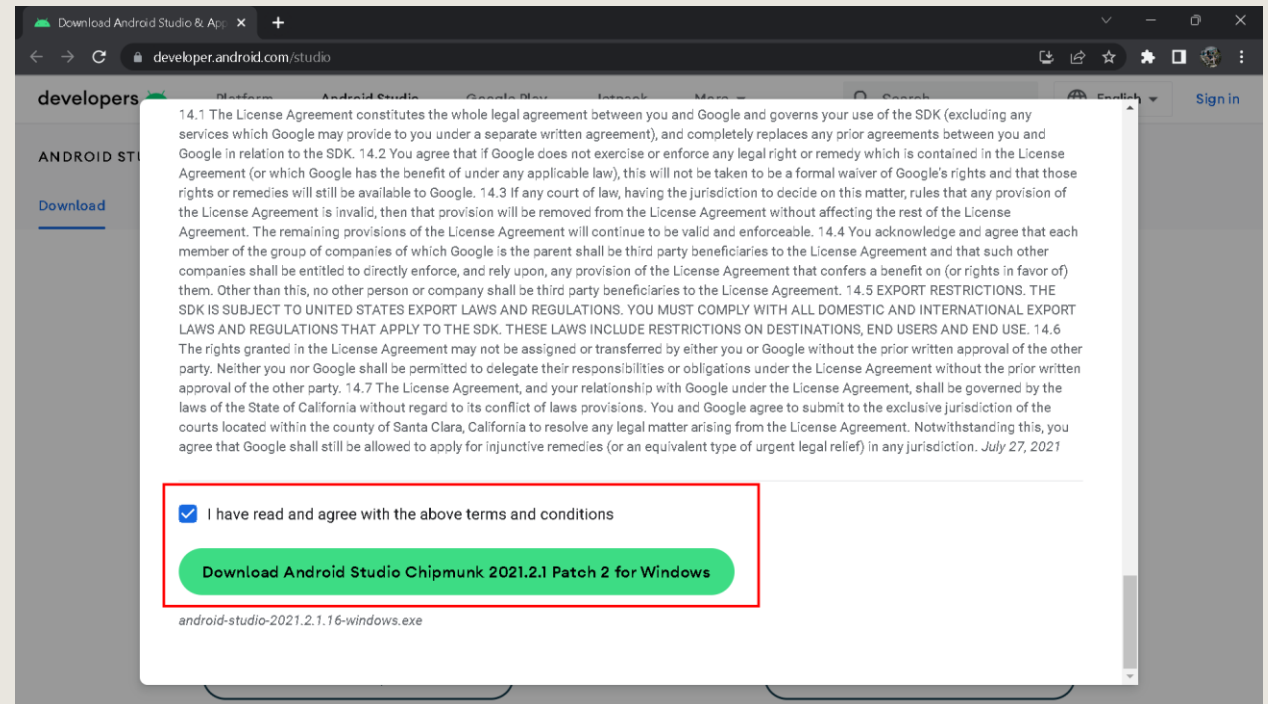 Download Android Studio & App
developer.android.com/studio
developers
Platform Android Studio Google Play Jetpack More Search English Sign in
ANDROID STU
Download
14.1 The License Agreement constitutes the whole legal agreement between you and Google and governs your use of the SDK (excluding any
services which Google may provide to you under a separate written agreement), and completely replaces any prior agreements between you and
Google in relation to the SDK. 14.2 You agree that if Google does not exercise or enforce any legal right or remedy which is contained in the License
Agreement (or which Google has the benefit of under any applicable law), this will not be taken to be a formal waiver of Google's rights and that those
rights or remedies will still be available to Google. 14.3 If any court of law, having the jurisdiction to decide on this matter, rules that any provision of
the License Agreement is invalid, then that provision will be removed from the License Agreement without affecting the rest of the License
Agreement. The remaining provisions of the License Agreement will continue to be valid and enforceable. 14.4 You acknowledge and agree that each
member of the group of companies of which Google is the parent shall be third party beneficiaries to the License Agreement and that such other
companies shall be entitled to directly enforce, and rely upon, any provision of the License Agreement that confers a benefit on (or rights in favor of)
them. Other than this, no other person or company shall be third party beneficiaries to the License Agreement. 14.5 EXPORT RESTRICTIONS. THE
SDK IS SUBJECT TO UNITED STATES EXPORT LAWS AND REGULATIONS. YOU MUST COMPLY WITH ALL DOMESTIC AND INTERNATIONAL EXPORT
LAWS AND REGULATIONS THAT APPLY TO THE SDK. THESE LAWS INCLUDE RESTRICTIONS ON DESTINATIONS, END USERS AND END USE. 14.6
The rights granted in the License Agreement may not be assigned or transferred by either you or Google without the prior written approval of the other
party. Neither you nor Google shall be permitted to delegate their responsibilities or obligations under the License Agreement without the prior written
approval of the other party. 14.7 The License Agreement, and your relationship with Google under the License Agreement, shall be governed by the
laws of the State of California without regard to its conflict of laws provisions. You and Google agree to submit to the exclusive jurisdiction of the
courts located within the county of Santa Clara, California to resolve any legal matter arising from the License Agreement. Notwithstanding this, you
agree that Google shall still be allowed to apply for injunctive remedies (or an equivalent type of urgent legal relief) in any jurisdiction. July 27, 2021
I have read and agree with the above terms and conditions
Download Android Studio Chipmunk 2021.2.1 Patch 2 for Windows
android-studio-2021.2.1.16-windows.exe